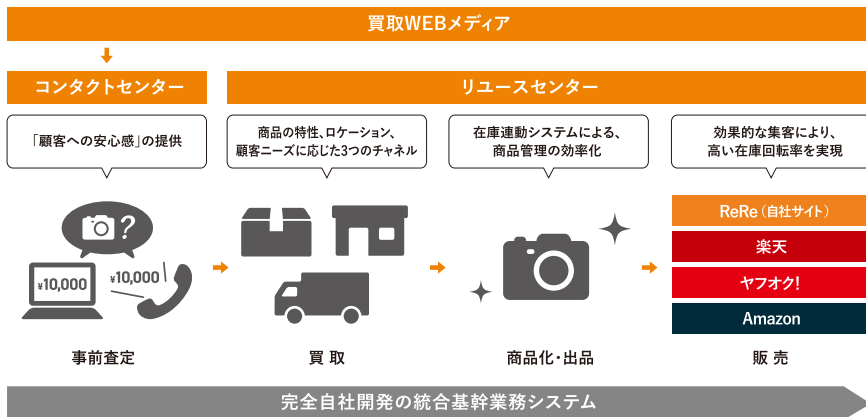 買取WEBメディア
コンタクトセンター
リユースセンター
「顧客への安心感」の提供
商品の特性、ロケーション、
顧客ニーズに応じた3つのチャネル
在庫連動システムによる、
商品管理の効率化
効果的な集客により、
高い在庫回転率を実現
?
¥10,000
¥10,000
ReRe（自社サイト）
楽天
ヤフオク!
Amazon
事前査定
買 取
商品化・出品
販 売
完全自社開発の統合基幹業務システム